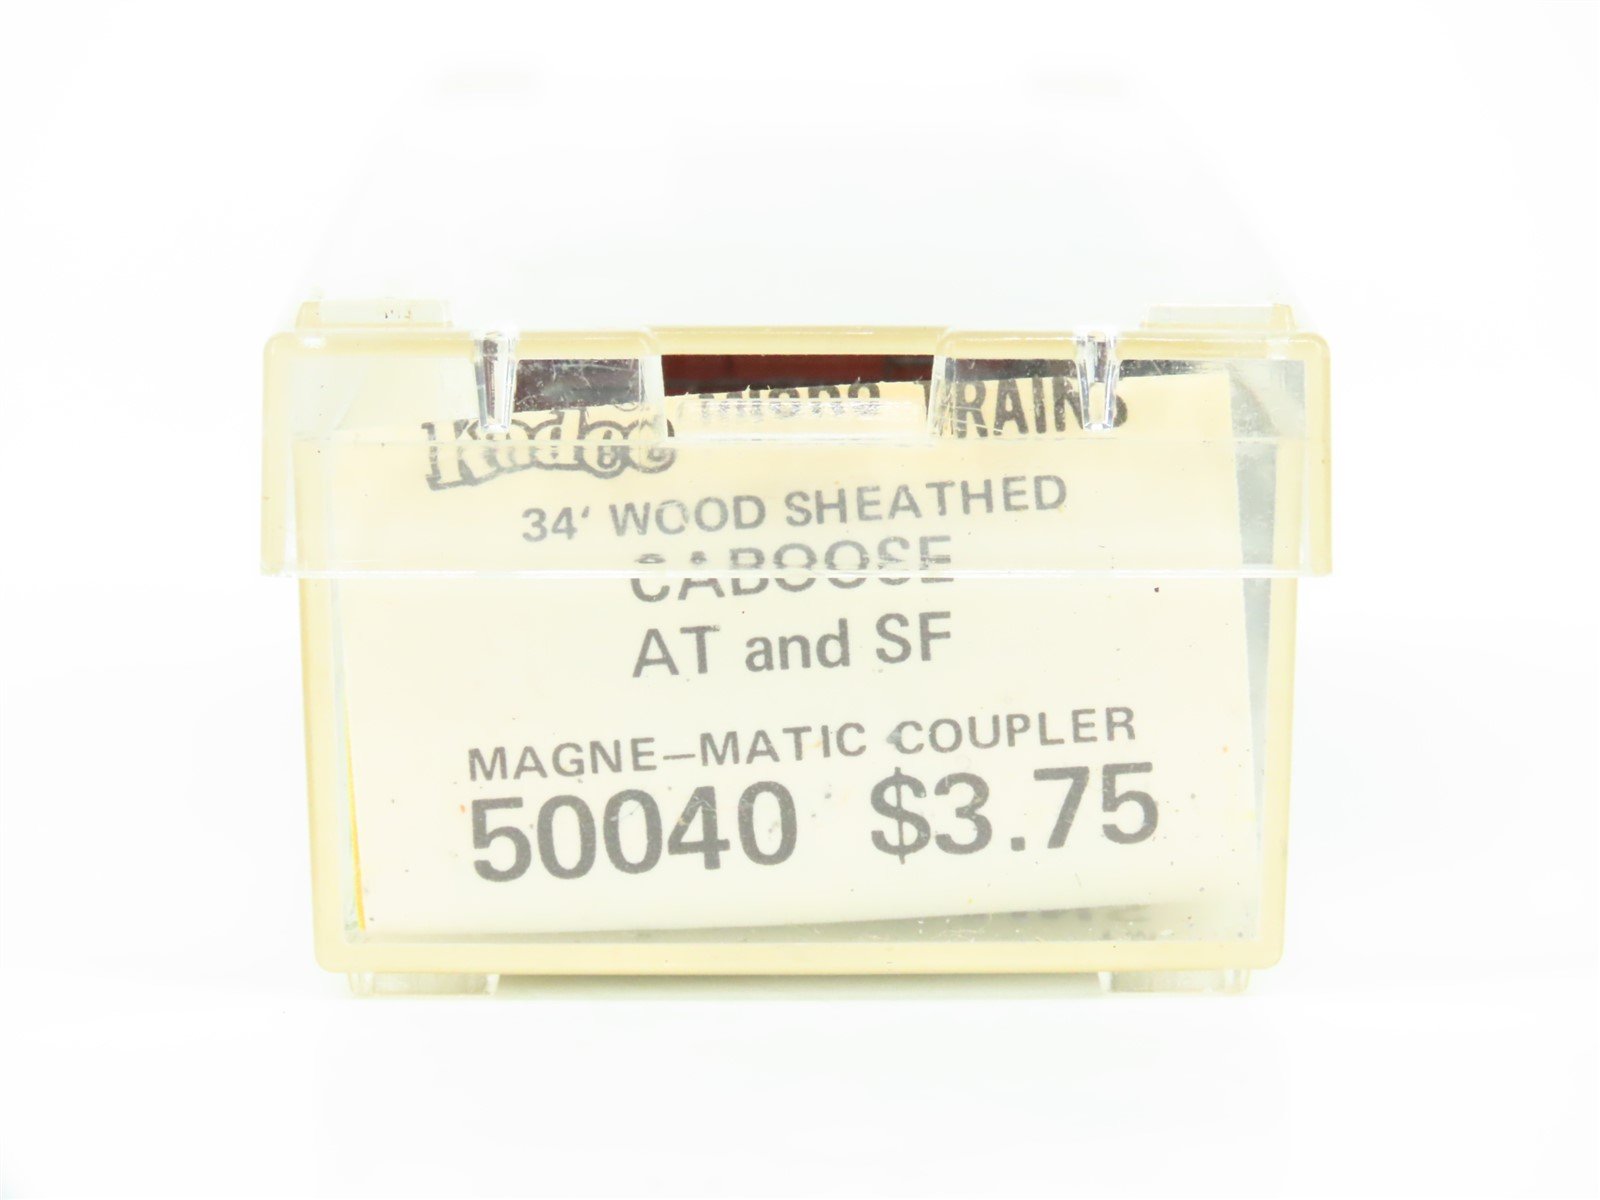 Kadee MICRO TRAINS
34' WOOD SHEATHED
CABOOSE
AT and SF
MAGNE-MATIC COUPLER
50040 $3.75